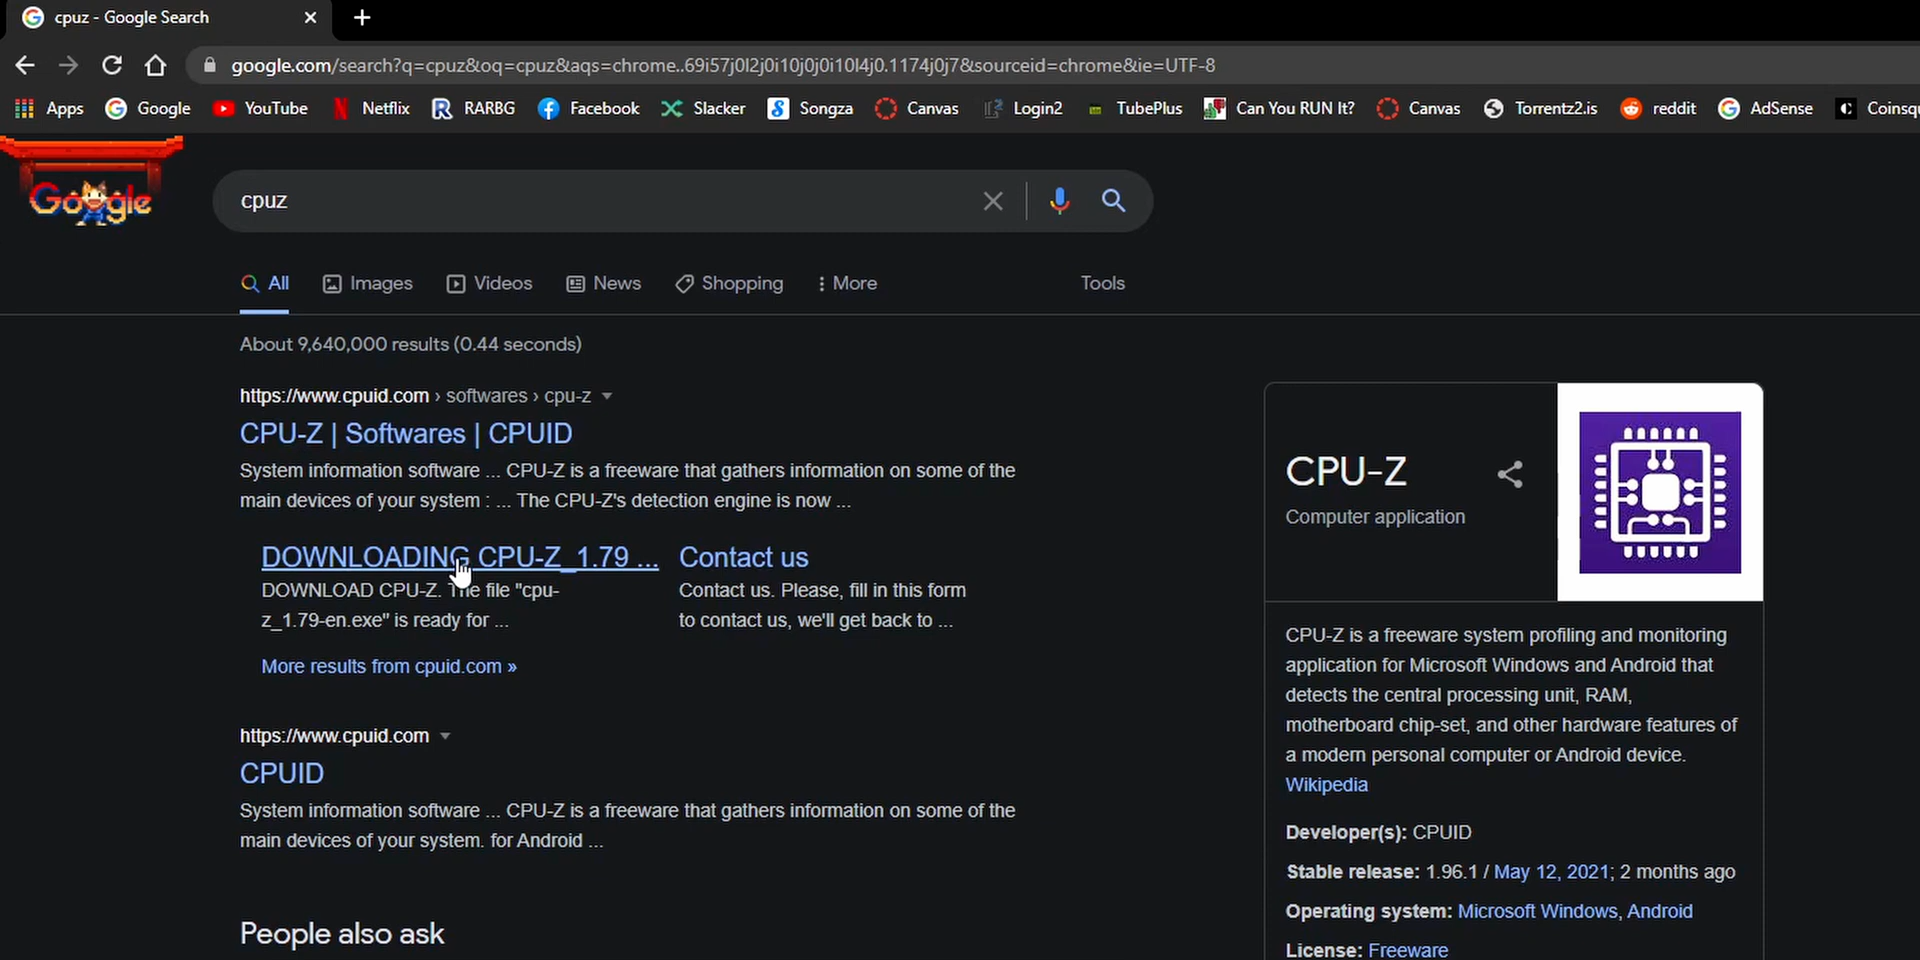 cpuz - Google Search
google.com/search?q=cpuz&oq=cpuz&aqs=chrome..69i57j0l2j0i10j0j0i10l4j0.1174j0j7&sourceid=chrome&ie=UTF-8
Apps Google YouTube Netflix RARBG Facebook Slacker Songza Canvas Login2 TubePlus Can You RUN It? Canvas Torrentz2.is reddit AdSense Coinsqu
Google
cpuz
All Images Videos News Shopping More Tools
About 9,640,000 results (0.44 seconds)
https://www.cpuid.com › softwares › cpu-z
CPU-Z | Softwares | CPUID
System information software ... CPU-Z is a freeware that gathers information on some of the
main devices of your system : ... The CPU-Z's detection engine is now ...
DOWNLOADING CPU-Z_1.79 ...
DOWNLOAD CPU-Z. The file "cpu-
z_1.79-en.exe" is ready for ...
Contact us
Contact us. Please, fill in this form
to contact us, we'll get back to ...
More results from cpuid.com »
https://www.cpuid.com
CPUID
System information software ... CPU-Z is a freeware that gathers information on some of the
main devices of your system. for Android ...
People also ask
CPU-Z
Computer application
CPU-Z is a freeware system profiling and monitoring
application for Microsoft Windows and Android that
detects the central processing unit, RAM,
motherboard chip-set, and other hardware features of
a modern personal computer or Android device.
Wikipedia
Developer(s): CPUID
Stable release: 1.96.1 / May 12, 2021; 2 months ago
Operating system: Microsoft Windows, Android
License: Freeware